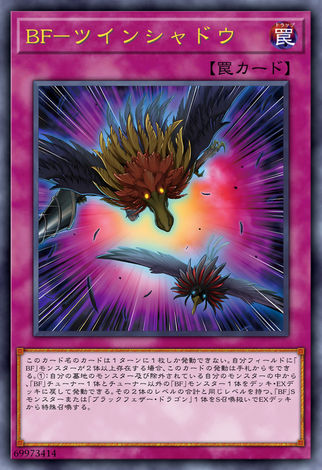 BF－ツインシャドウ
トラップ
罠
【罠カード】
このカード名のカードは１ターンに１枚しか発動できない。自分フィールドに「
BF」モンスターが２体以上存在する場合、このカードの発動は手札からもでき
る。①：自分の墓地のモンスター及び除外されている自分のモンスターの中か
ら、「BF」チューナー１体とチューナー以外の「BF」モンスター１体をデッキ・EXデ
ッキに戻して発動できる。その２体のレベルの合計と同じレベルを持つ、「BF」S
モンスターまたは「ブラックフェザー・ドラゴン」１体をS召喚扱いでEXデッキ
から特殊召喚する。
69973414